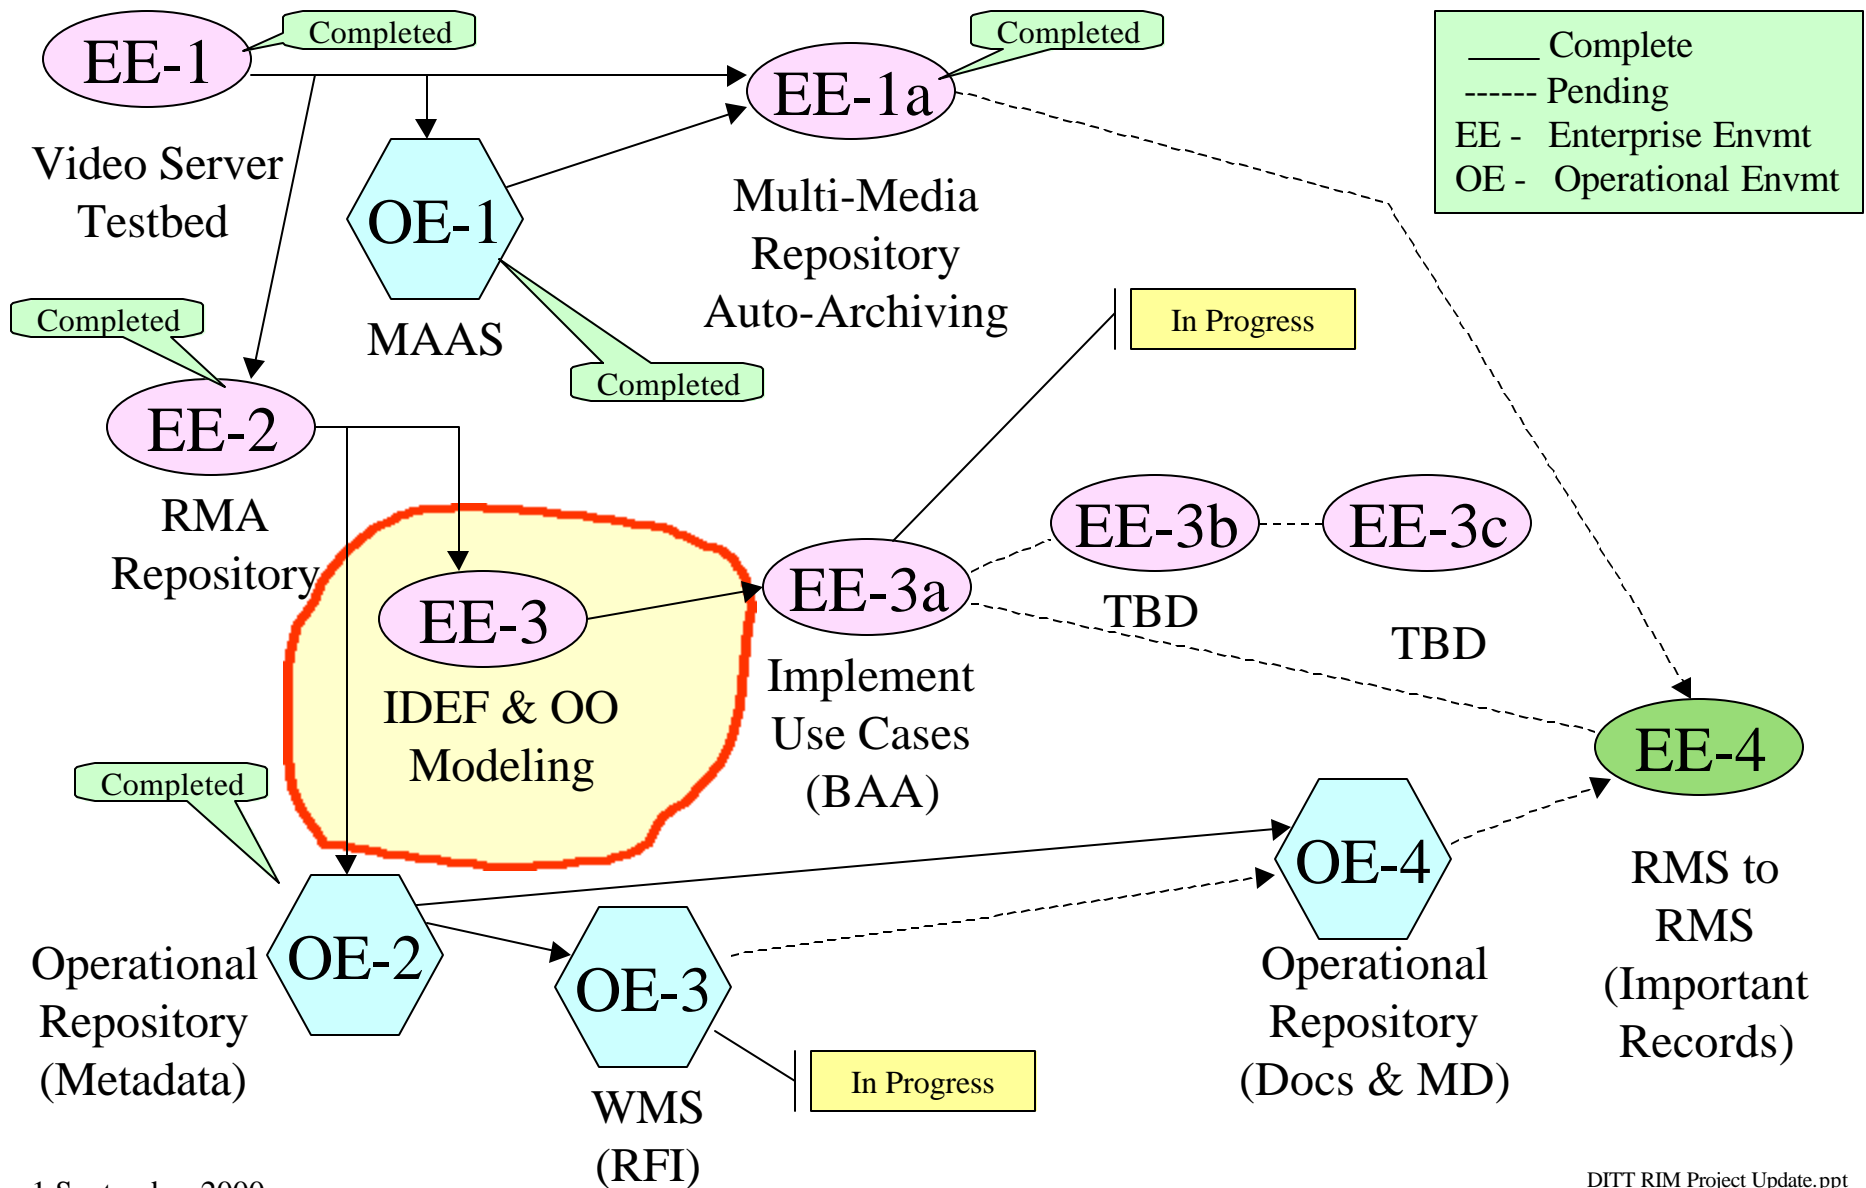 EE-1
Completed
Video Server
Testbed
OE-1
MAAS
Completed
EE-1a
Completed
Multi-Media
Repository
Auto-Archiving
____ Complete
------ Pending
EE - Enterprise Envmt
OE - Operational Envmt
Completed
EE-2
RMA
Repository
In Progress
EE-3
IDEF & OO
Modeling
EE-3a
Implement
Use Cases
(BAA)
EE-3b
TBD
EE-3c
TBD
EE-4
RMS to
RMS
(Important
Records)
Completed
OE-2
Operational
Repository
(Metadata)
OE-3
WMS
(RFI)
In Progress
OE-4
Operational
Repository
(Docs & MD)
1 September 2000
DITT RIM Project Update.ppt